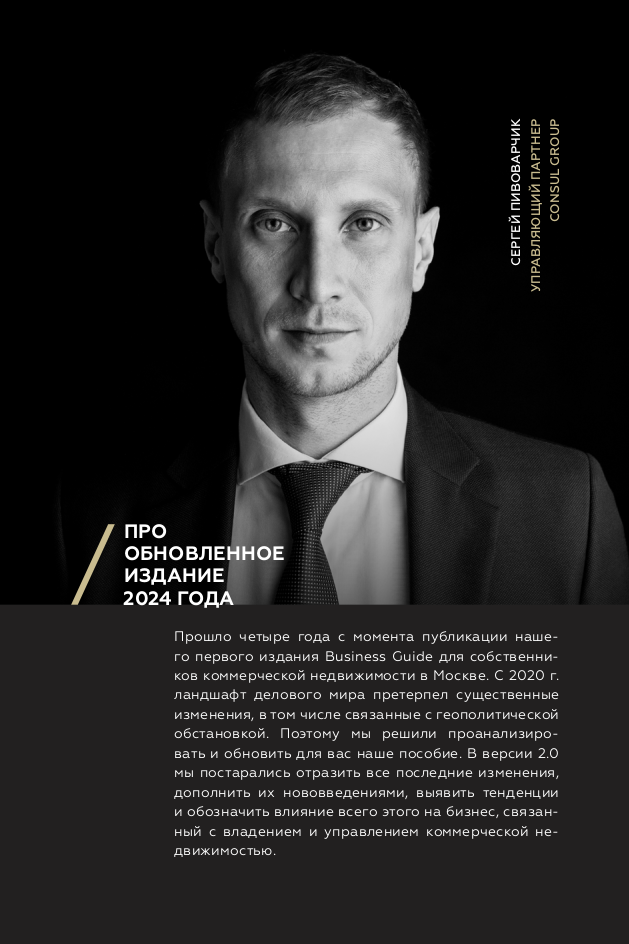 СЕРГЕЙ ПИВОВАРЧИК
УПРАВЛЯЮЩИЙ ПАРТНЕР
CONSUL GROUP
ПРО
ОБНОВЛЕННОЕ
ИЗДАНИЕ
2024 ГОДА
Прошло четыре года с момента публикации наше-
го первого издания Business Guide для собственни-
ков коммерческой недвижимости в Москве. С 2020 г.
ландшафт делового мира претерпел существенные
изменения, в том числе связанные с геополитической
обстановкой. Поэтому мы решили проанализиро-
вать и обновить для вас наше пособие. В версии 2.0
мы постарались отразить все последние изменения,
дополнить их нововведениями, выявить тенденции
и обозначить влияние всего этого на бизнес, связан-
ный с владением и управлением коммерческой не-
движимостью.